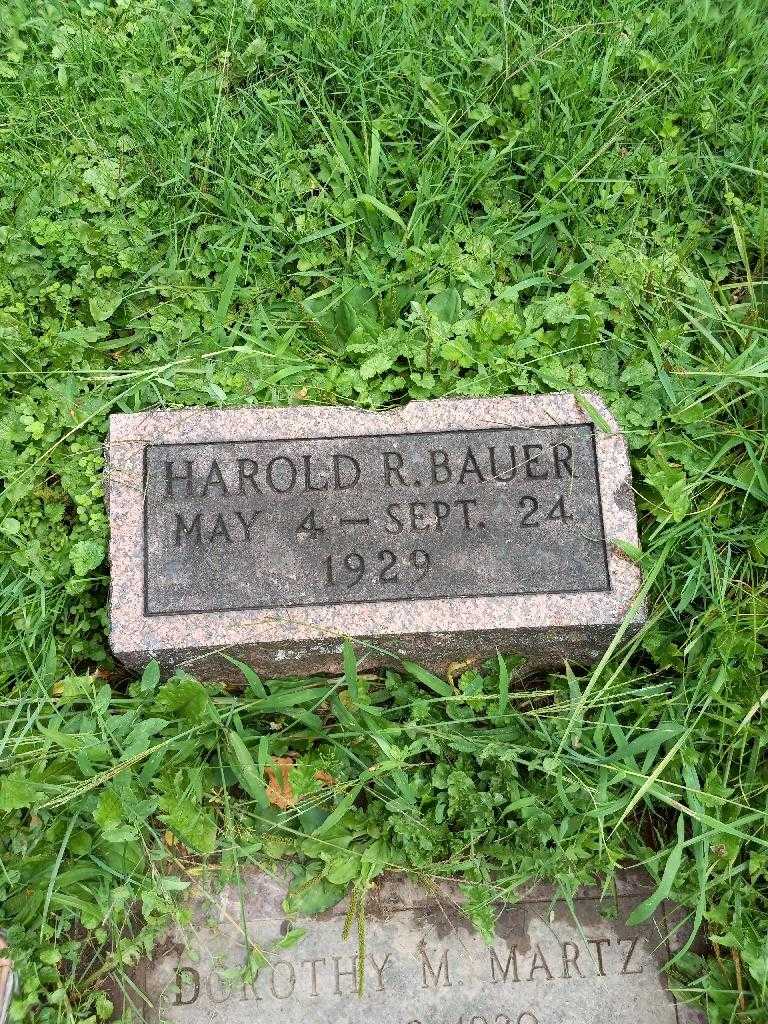 HAROLD R. BAUER
MAY 4 — SEPT. 24
1929
DOROTHY M. MARTZ